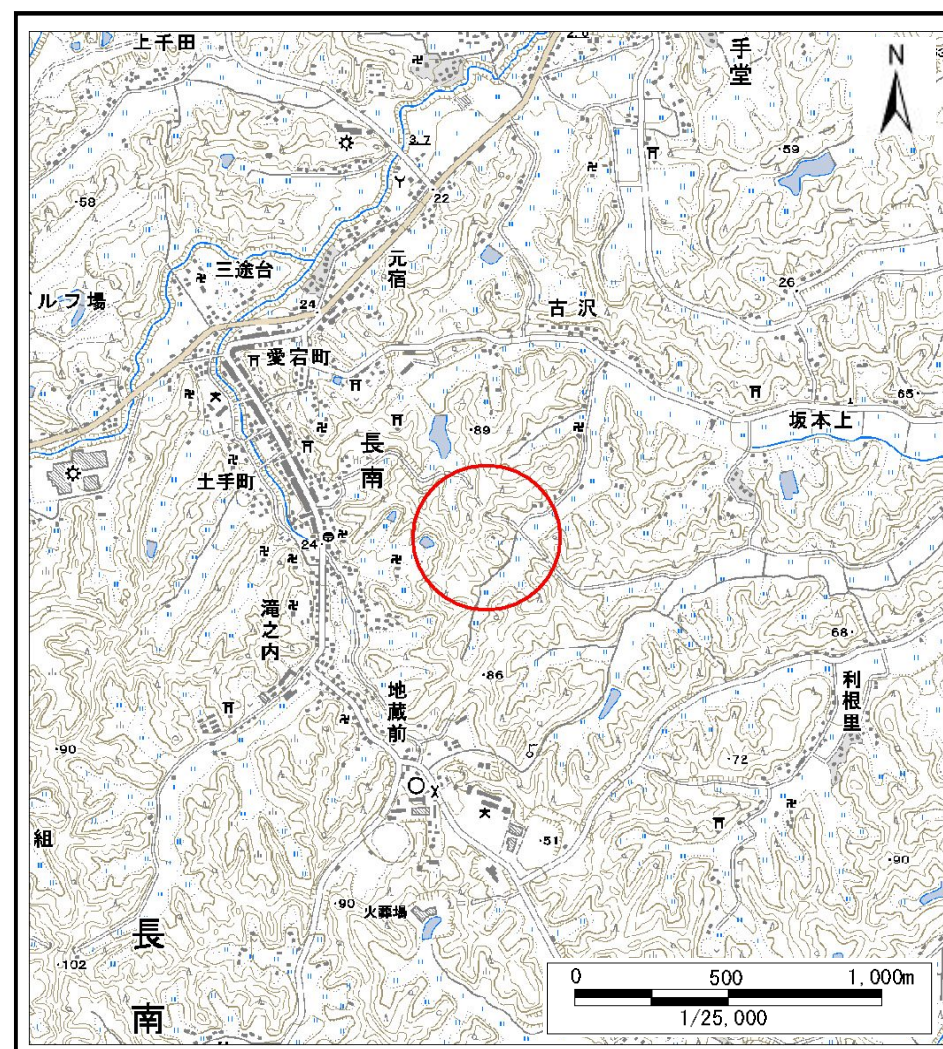 上千田
手堂
N
3.7
59
58
22
三途台
元宿
ルフ場
24
古沢
26
愛宕町
65
坂本上
89
長南
土手町
24
滝之内
68
86
地蔵前
利根里
90
72
組
51
90
90
火葬場
長南
102
0 500 1,000m
1/25,000